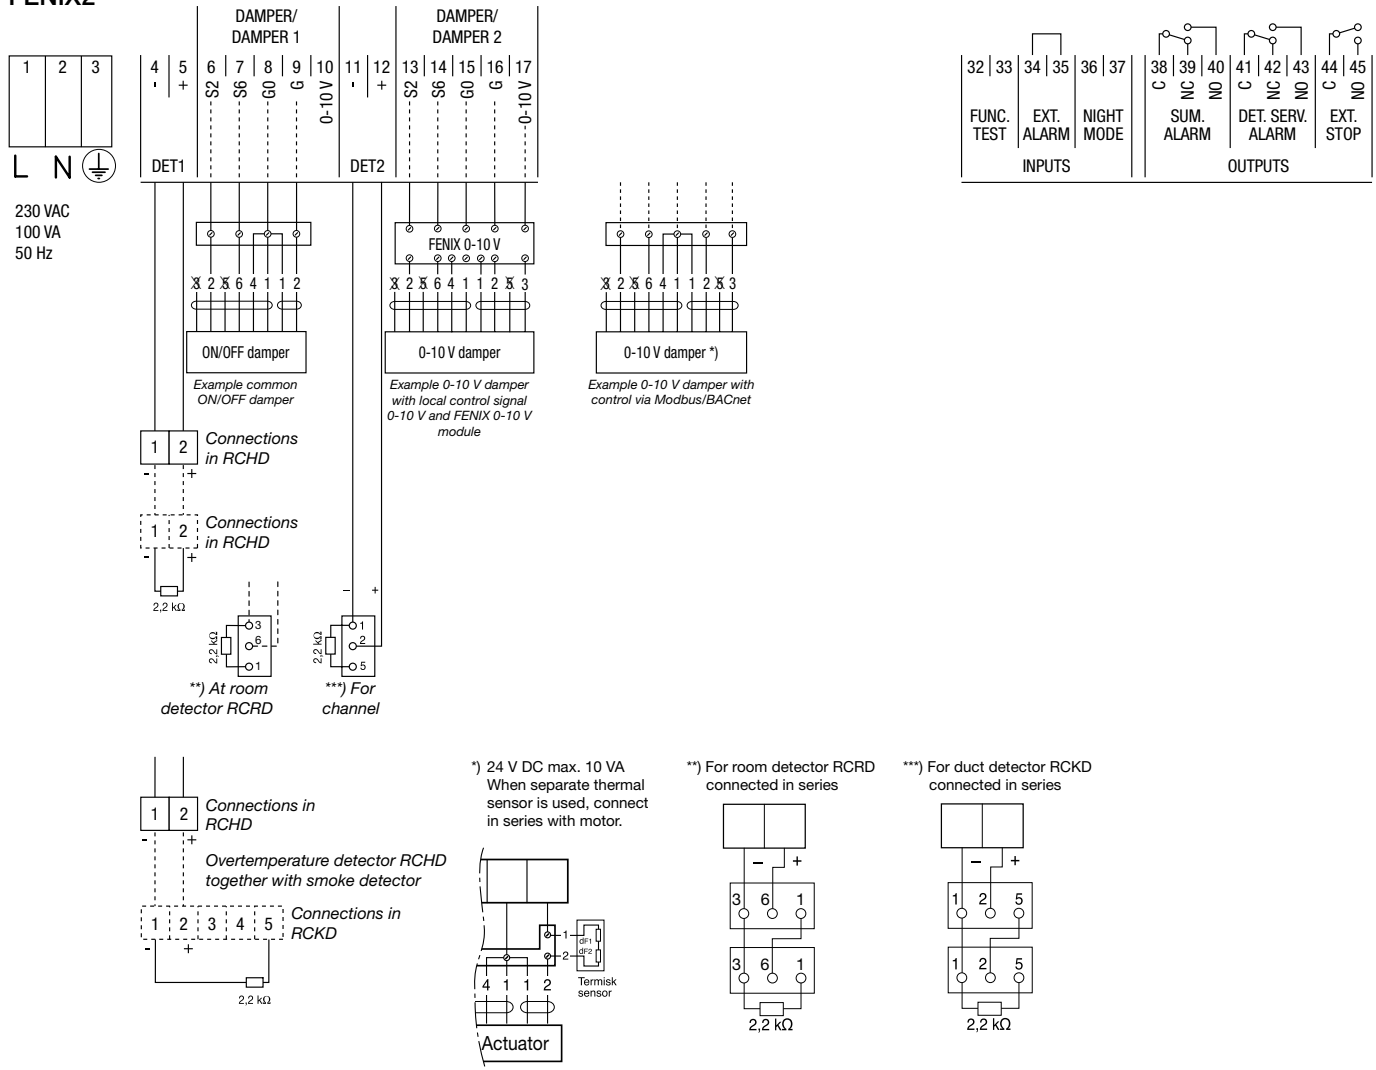 FENIX2
DAMPER/
DAMPER 1
DAMPER/
DAMPER 2
1 2 3
L N
230 VAC
100 VA
50 Hz
4 5 6 7 8 9 10 11 12 13 14 15 16 17
- + S2 S6 G0 G 0-10 V - + S2 S6 G0 G 0-10 V
DET1 DET2
32 33 34 35 36 37 38 39 40 41 42 43 44 45
C NC NO C NC NO C NO
FUNC.
TEST
EXT.
ALARM
NIGHT
MODE
SUM.
ALARM
DET. SERV.
ALARM
EXT.
STOP
INPUTS OUTPUTS
3 2 5 6 4 1 1 2
ON/OFF damper
Example common
ON/OFF damper
FENIX 0-10 V
3 2 5 6 4 1 1 2 5 3
0-10 V damper
Example 0-10 V damper
with local control signal
0-10 V and FENIX 0-10 V
module
3 2 5 6 4 1 1 2 5 3
0-10 V damper *)
Example 0-10 V damper with
control via Modbus/BACnet
1 2
- +
Connections
in RCHD
1 2
- +
Connections
in RCHD
2,2 kΩ
2,2 kΩ
3
6
1
**) At room
detector RCRD
– +
2,2 kΩ
1
2
5
***) For
channel
1 2
- +
Connections in
RCHD
Overtemperature detector RCHD
together with smoke detector
1 2 3 4 5
- +
Connections in
RCKD
2,2 kΩ
*) 24 V DC max. 10 VA
When separate thermal
sensor is used, connect
in series with motor.
1
2
dF1
dF2
Termisk
sensor
4 1 1 2
Actuator
**) For room detector RCRD
connected in series
– +
3 6 1
3 6 1
2,2 kΩ
***) For duct detector RCKD
connected in series
– +
1 2 5
1 2 5
2,2 kΩ